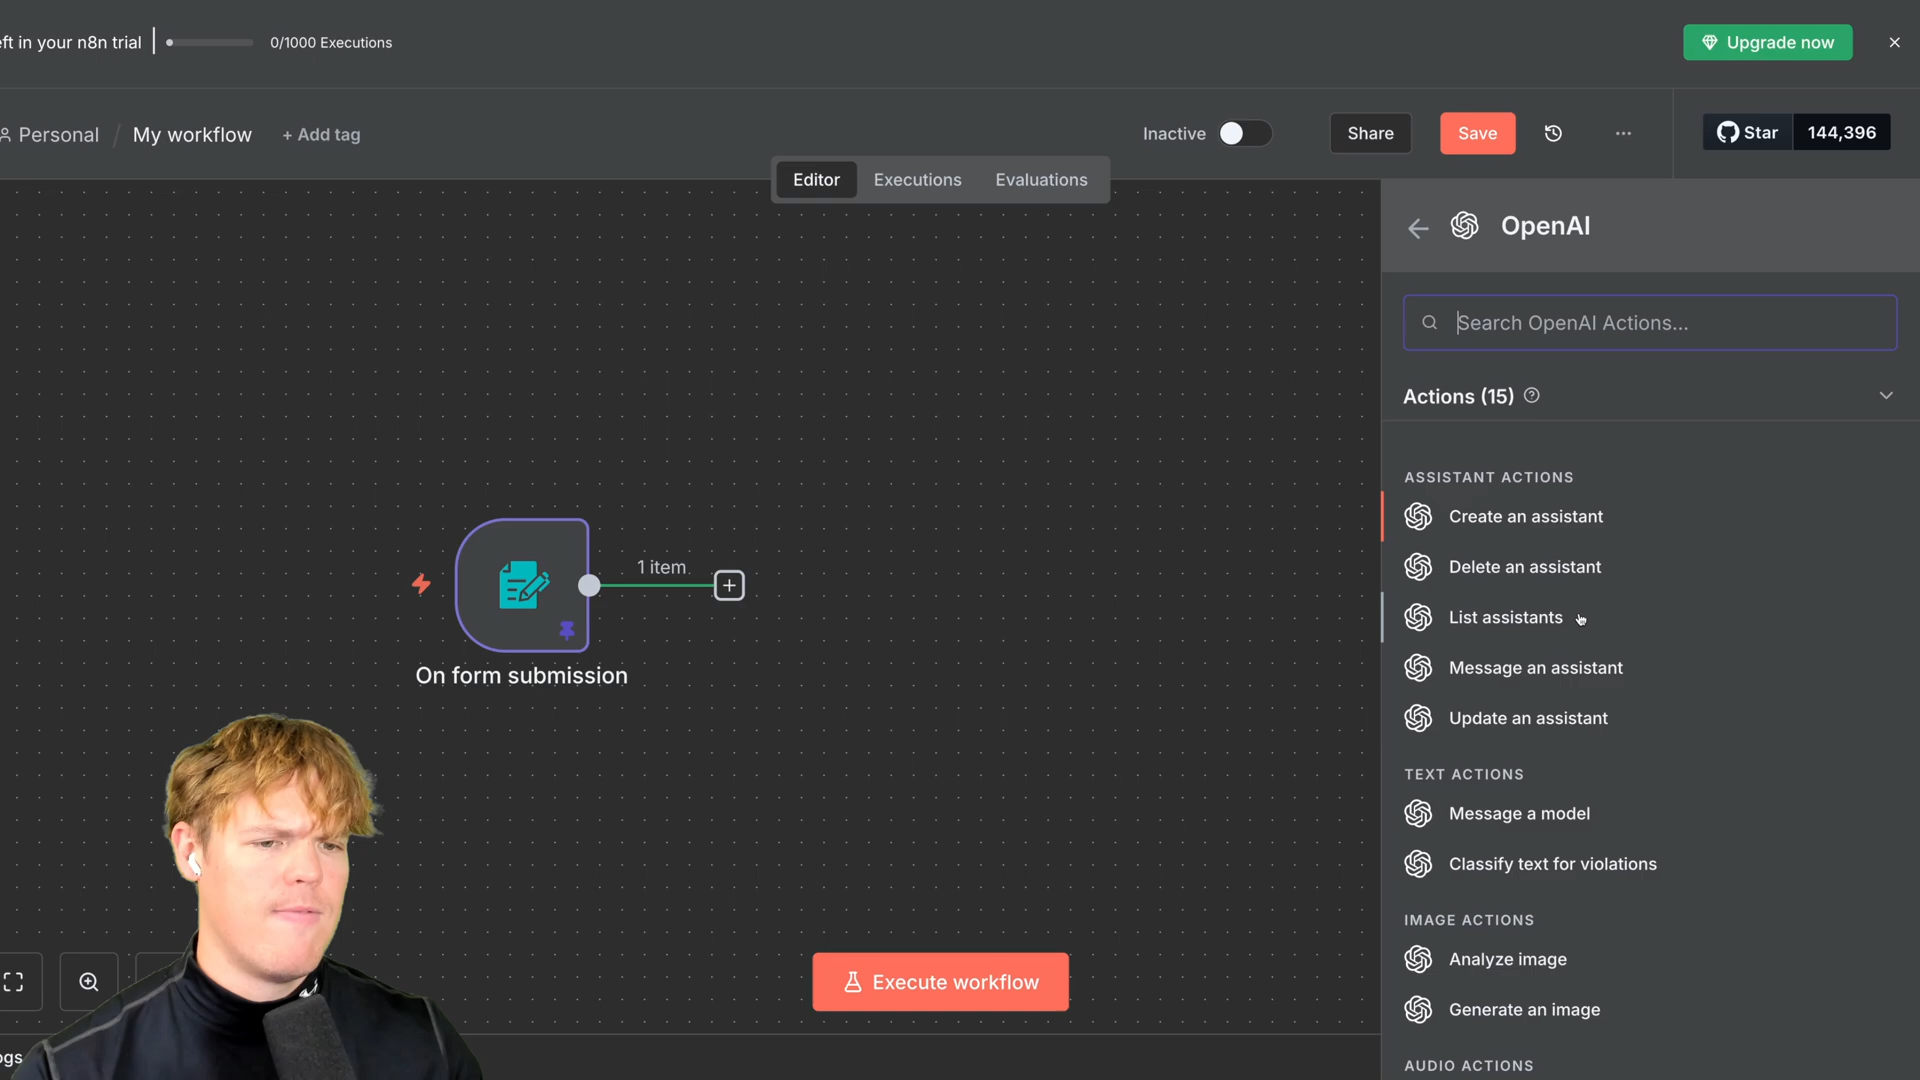 ft in your n8n trial
0/1000 Executions
Upgrade now
Personal / My workflow + Add tag
Inactive
Share
Save
Star 144,396
Editor Executions Evaluations
OpenAI
Search OpenAI Actions...
Actions (15)
ASSISTANT ACTIONS
Create an assistant
Delete an assistant
List assistants
Message an assistant
Update an assistant
TEXT ACTIONS
Message a model
Classify text for violations
IMAGE ACTIONS
Analyze image
Generate an image
AUDIO ACTIONS
1 item
On form submission
Execute workflow
gs